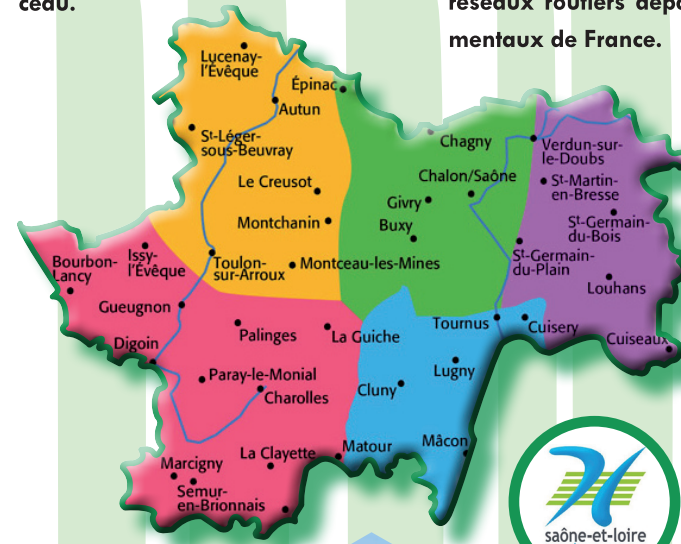 ceau.
réseaux routiers dépa
mentaux de France.
Lucenay-
l'Évêque
Épinac
Autun
St-Léger-
sous-Beuvray
Chagny
Verdun-sur-
le-Doubs
Le Creusot
Chalon/Saône
St-Martin-
en-Bresse
Givry
Montchanin
Buxy
St-Germain-
du-Bois
Bourbon-
Lancy
Issy-
l'Évêque
Toulon-
sur-Arroux
Montceau-les-Mines
St-Germain-
du-Plain
Louhans
Gueugnon
Palinges
La Guiche
Tournus
Cuisery
Cuiseaux
Digoin
Paray-le-Monial
Charolles
Lugny
Cluny
Matour
Mâcon
La Clayette
Marcigny
Semur-
en-Brionnais
saône-et-loire